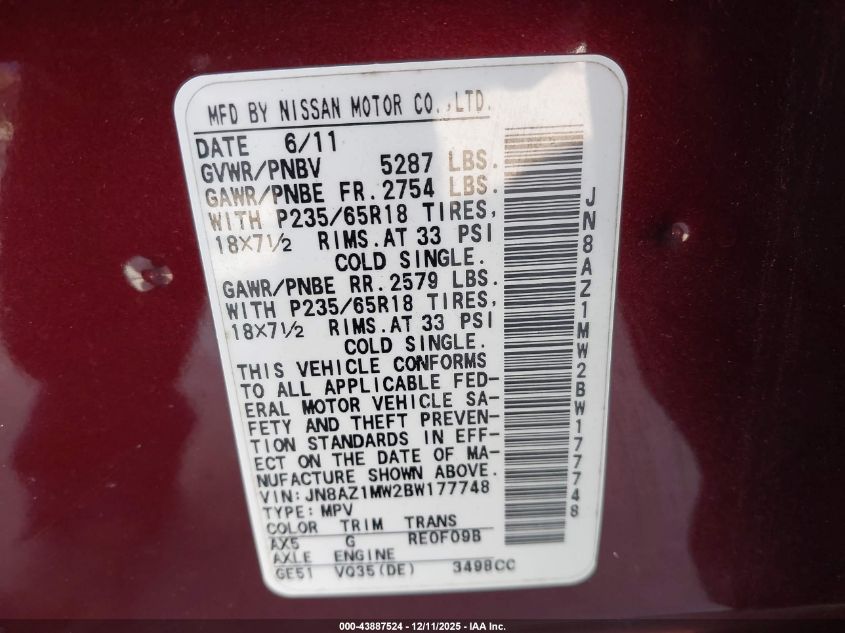 MFD BY NISSAN MOTOR CO.,LTD.
DATE 6/11
GVWR/PNBV 5287 LBS.
GAWR/PNBE FR. 2754 LBS.
WITH P235/65R18 TIRES,
18X7½ RIMS. AT 33 PSI
COLD SINGLE.
GAWR/PNBE RR. 2579 LBS.
WITH P235/65R18 TIRES,
18X7½ RIMS. AT 33 PSI
COLD SINGLE.
THIS VEHICLE CONFORMS
TO ALL APPLICABLE FED-
ERAL MOTOR VEHICLE SA-
FETY AND THEFT PREVEN-
TION STANDARDS IN EFF-
ECT ON THE DATE OF MA-
NUFACTURE SHOWN ABOVE.
VIN: JN8AZ1MW2BW177748
TYPE: MPV
COLOR TRIM TRANS
AX5 G RE0F09B
AXLE ENGINE
GE51 VQ35(DE) 3498CC
JN8AZ1MW2BW177748
000-43887524 - 12/11/2025 - IAA Inc.